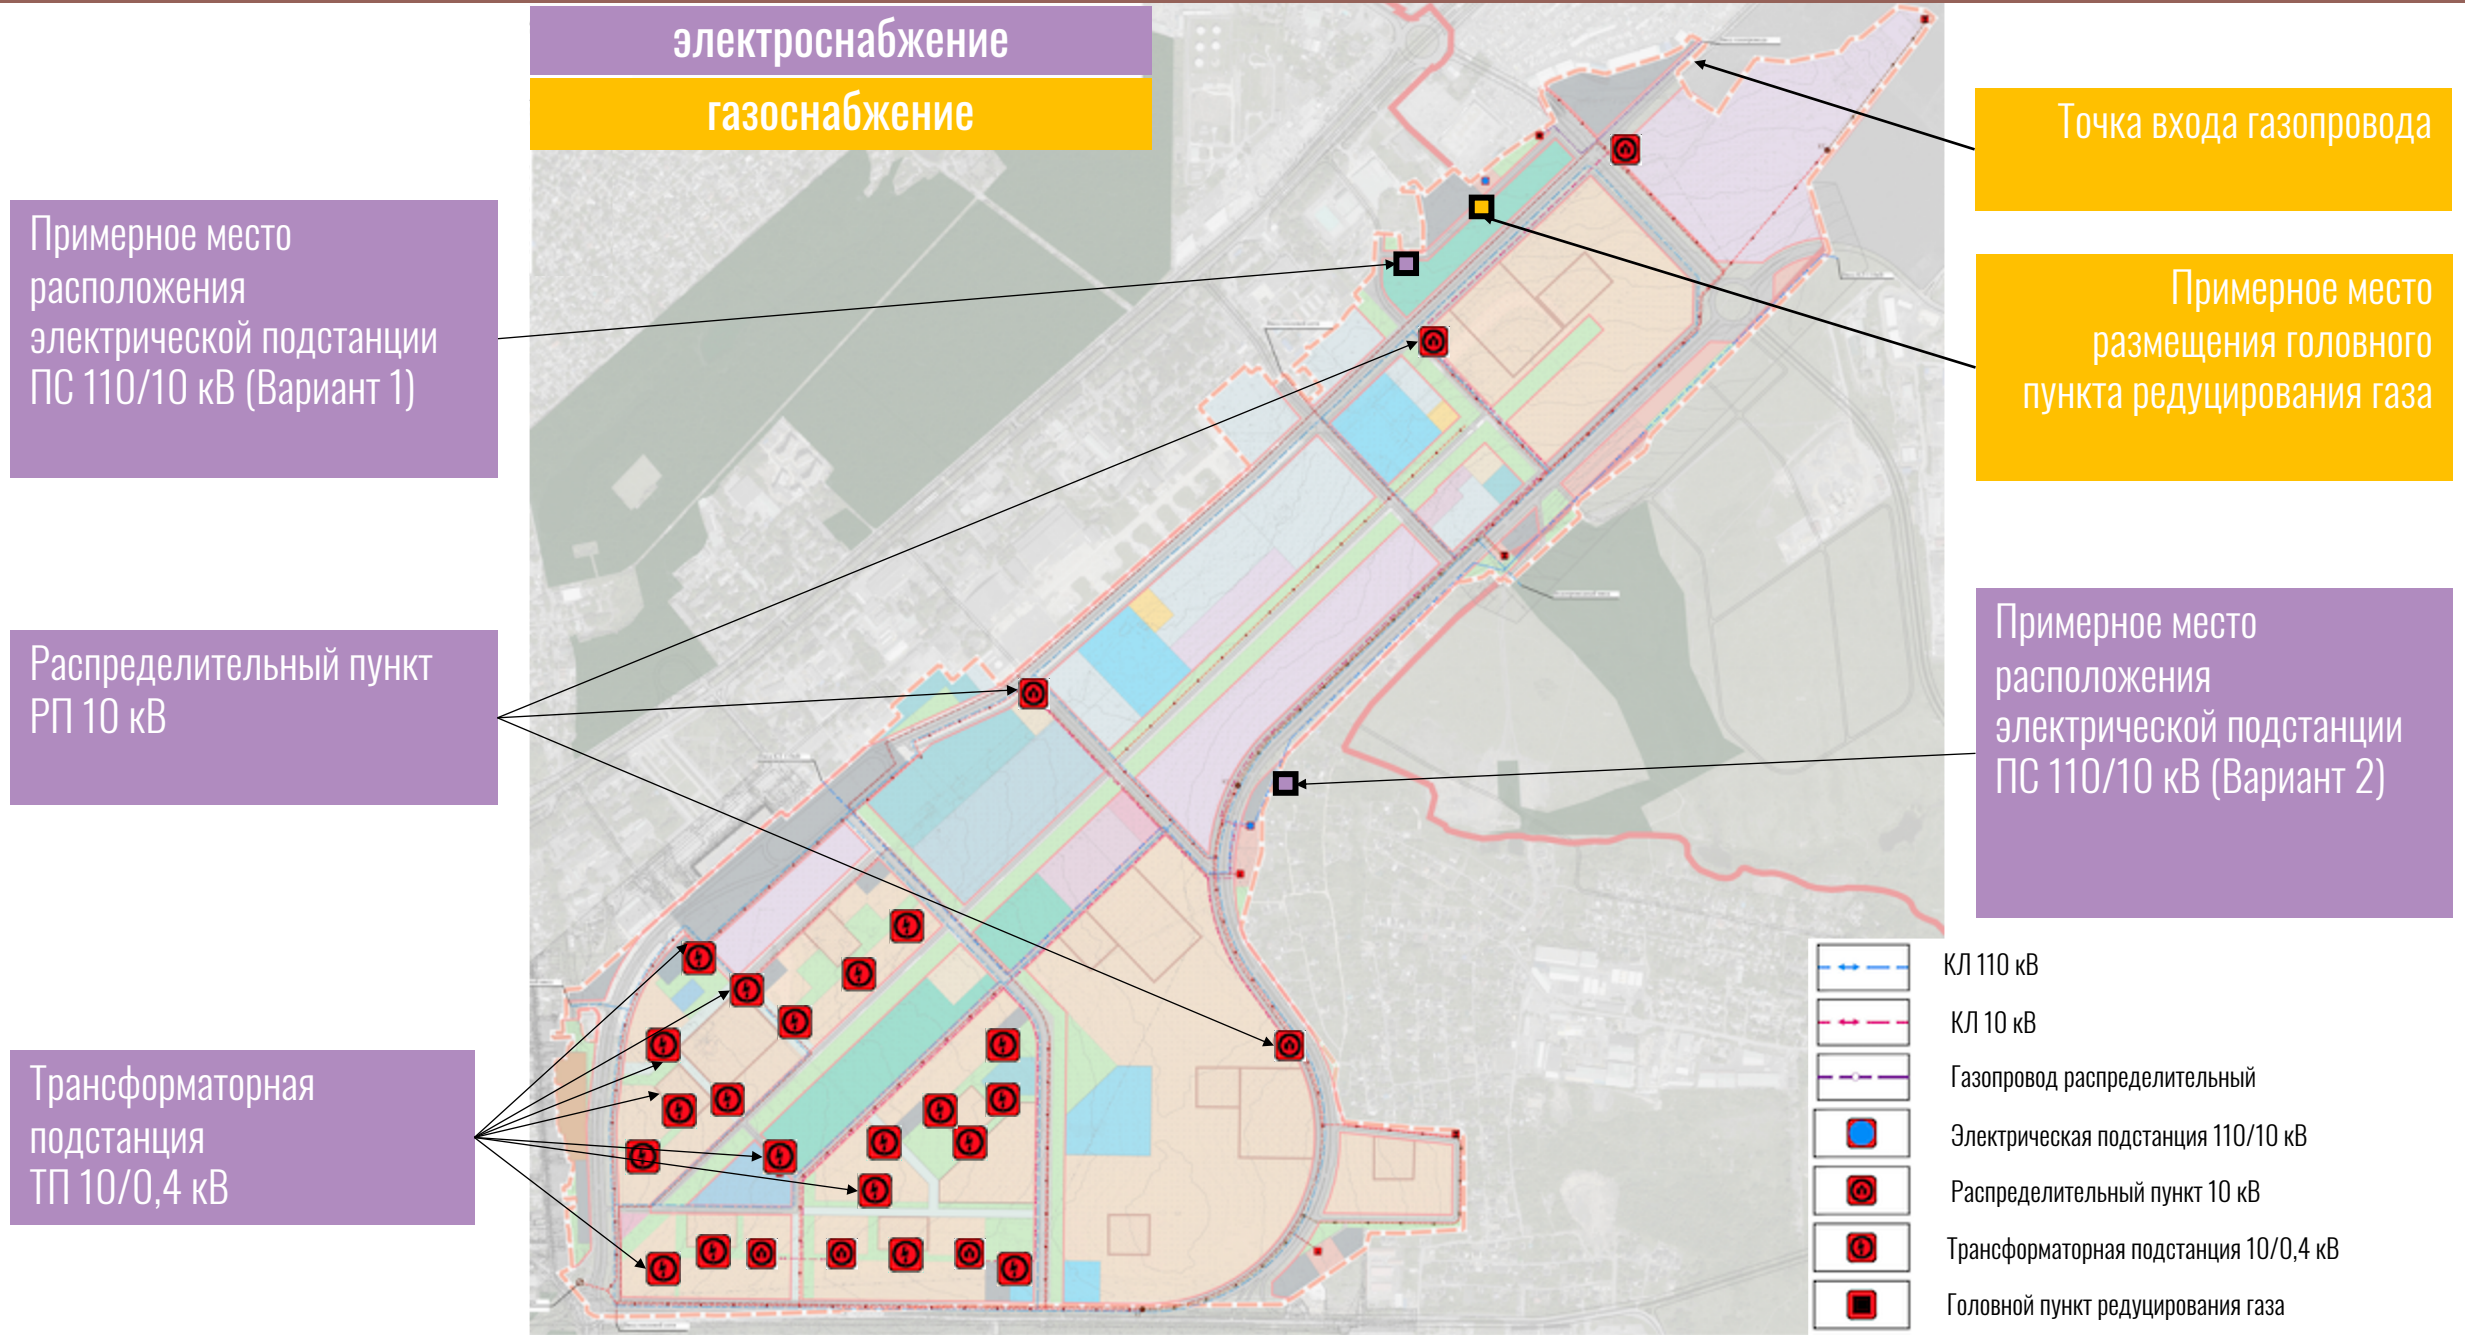 электроснабжение
газоснабжение
Примерное место
расположения
электрической подстанции
ПС 110/10 кВ (Вариант 1)
Распределительный пункт
РП 10 кВ
Трансформаторная
подстанция
ТП 10/0,4 кВ
Точка входа газопровода
Примерное место
размещения головного
пункта редуцирования газа
Примерное место
расположения
электрической подстанции
ПС 110/10 кВ (Вариант 2)
КЛ 110 кВ
КЛ 10 кВ
Газопровод распределительный
Электрическая подстанция 110/10 кВ
Распределительный пункт 10 кВ
Трансформаторная подстанция 10/0,4 кВ
Головной пункт редуцирования газа